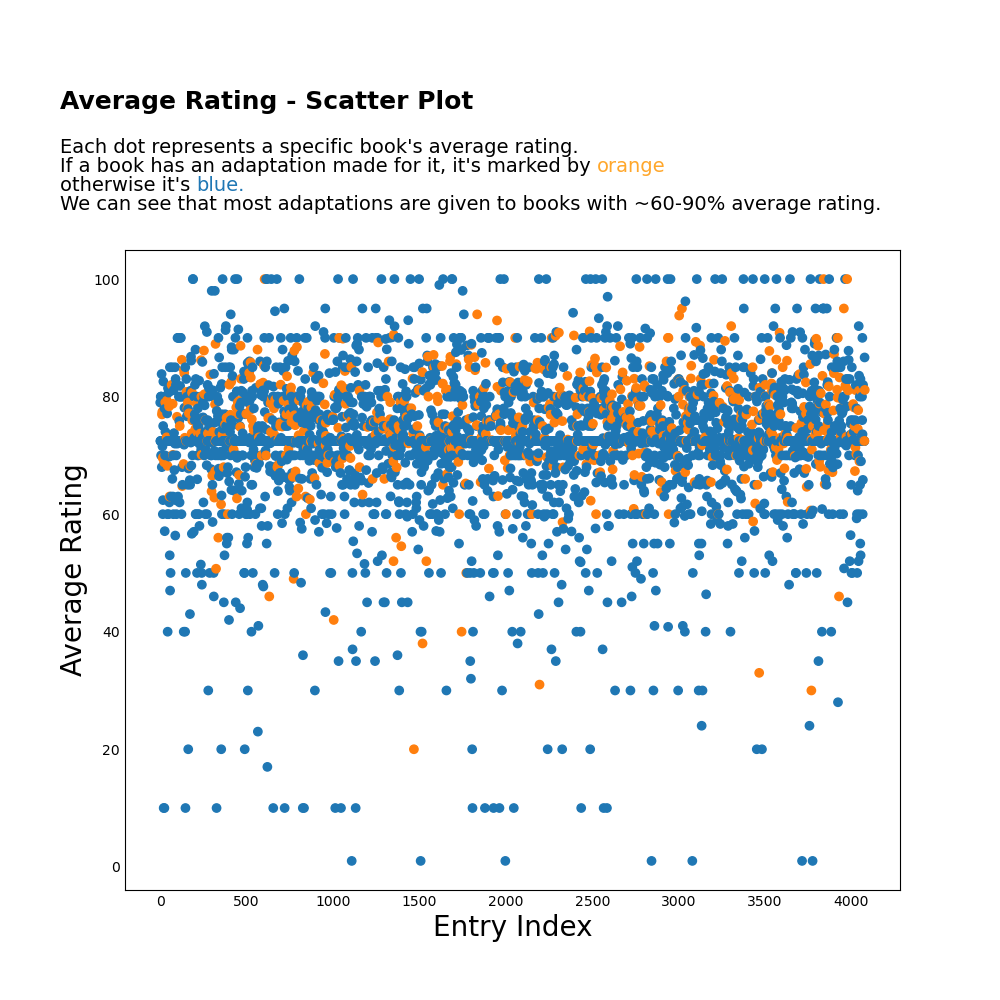 Average Rating - Scatter Plot
Each dot represents a specific book's average rating.
If a book has an adaptation made for it, it's marked by orange
otherwise it's blue.
We can see that most adaptations are given to books with ~60-90% average rating.
100
80
60
40
20
0
Average Rating
0 500 1000 1500 2000 2500 3000 3500 4000
Entry Index